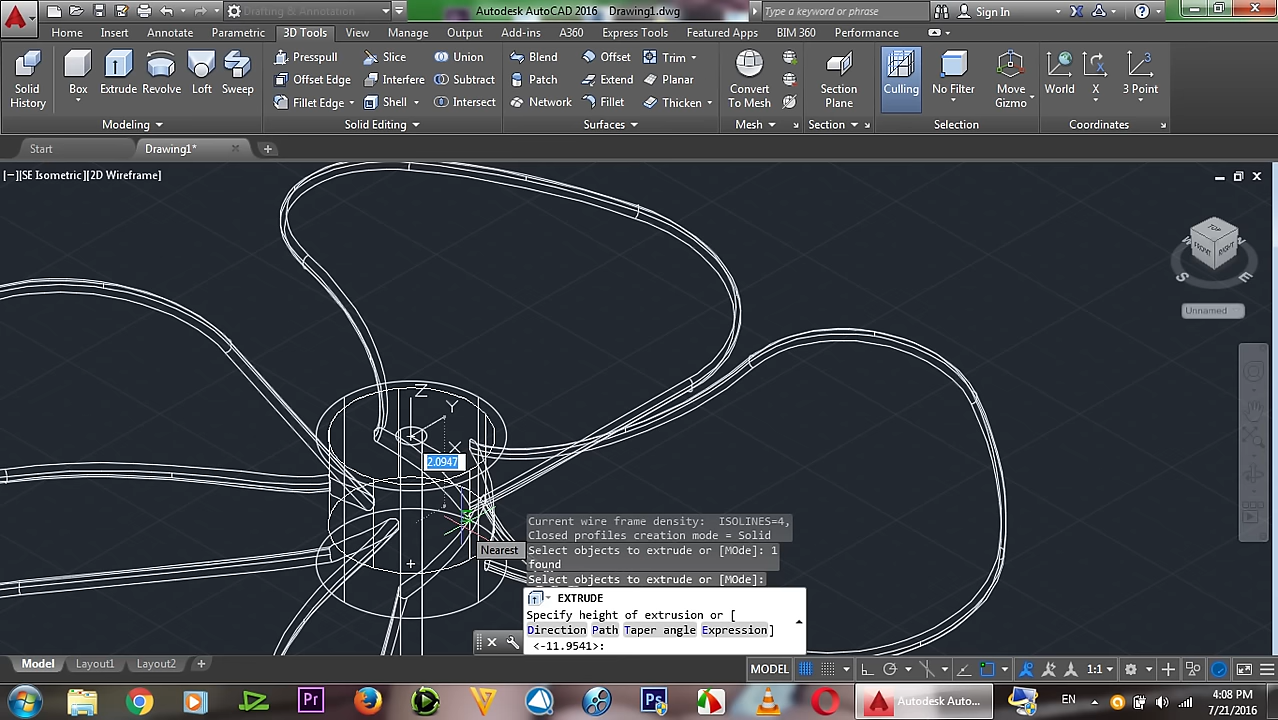 Drafting & Annotation
Autodesk AutoCAD 2016 Drawing1.dwg
Type a keyword or phrase
Sign In
Home Insert Annotate Parametric 3D Tools View Manage Output Add-ins A360 Express Tools Featured Apps BIM 360 Performance
Solid History
Box
Extrude
Revolve
Loft
Sweep
Presspull
Offset Edge
Fillet Edge
Slice
Interfere
Shell
Union
Subtract
Intersect
Blend
Patch
Network
Offset
Extend
Fillet
Trim
Planar
Thicken
Convert To Mesh
Section Plane
Culling
No Filter
Move Gizmo
World
X
3 Point
Modeling
Solid Editing
Surfaces
Mesh
Section
Selection
Coordinates
Start
Drawing1*
[−][SE Isometric][2D Wireframe]
TOP
FRONT
RIGHT
W
N
S
E
Unnamed
Z
Y
X
2.0947
Nearest
Current wire frame density: ISOLINES=4,
Closed profiles creation mode = Solid
Select objects to extrude or [MOde]: 1
found
Select objects to extrude or [MOde]:
EXTRUDE
Specify height of extrusion or [
Direction Path Taper angle Expression]
<-11.9541>:
Model
Layout1
Layout2
MODEL
1:1
Pr
Ps
Autodesk Auto...
EN
4:08 PM
7/21/2016